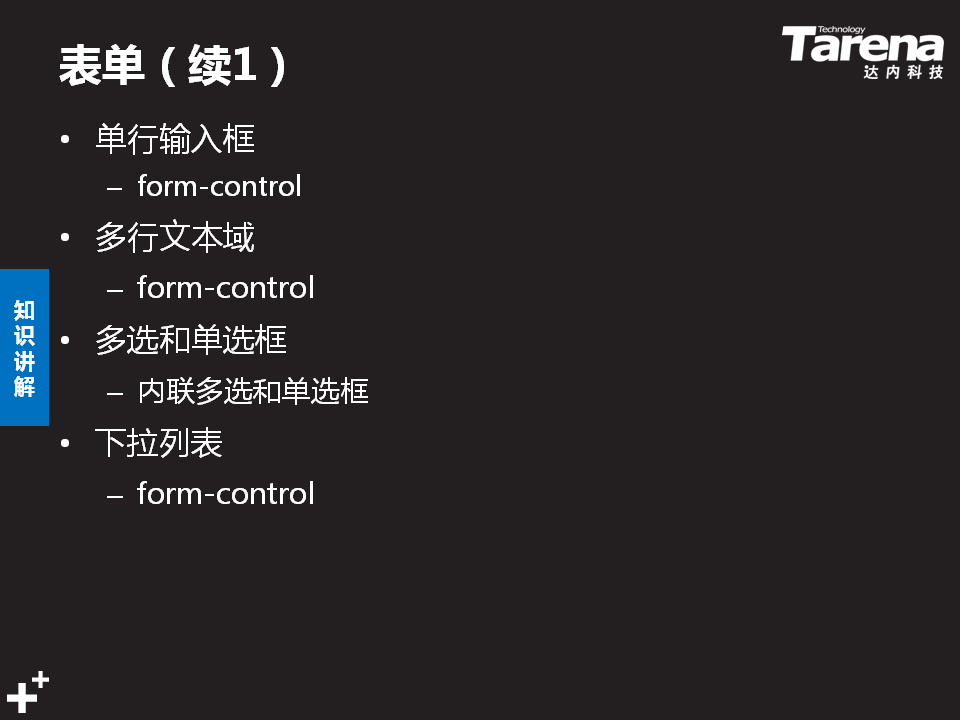 表单（续1）
Technology
Tarena
达内科技
• 单行输入框
– form-control
• 多行文本域
– form-control
知识讲解
• 多选和单选框
– 内联多选和单选框
• 下拉列表
– form-control